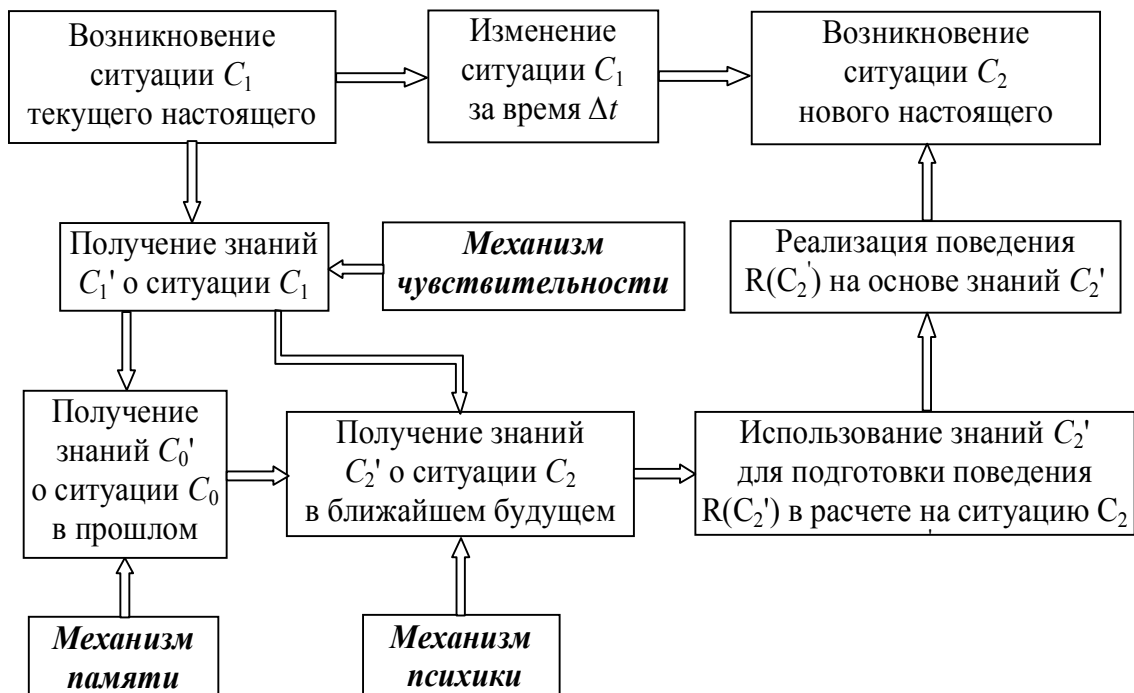 Возникновение
ситуации C₁
текущего настоящего
Изменение
ситуации C₁
за время Δt
Возникновение
ситуации C₂
нового настоящего
Получение знаний
C₁' о ситуации C₁
Механизм
чувствительности
Реализация поведения
R(C₂') на основе знаний C₂'
Получение
знаний C₀'
о ситуации C₀
в прошлом
Получение знаний
C₂' о ситуации C₂
в ближайшем будущем
Использование знаний C₂'
для подготовки поведения
R(C₂') в расчете на ситуацию C₂
Механизм
памяти
Механизм
психики